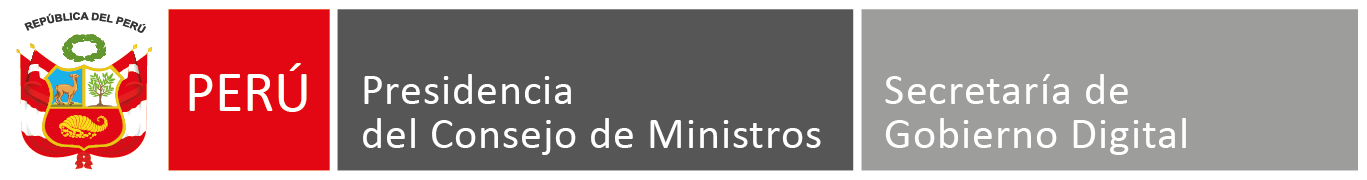 REPÚBLICA DEL PERÚ
PERÚ
Presidencia
del Consejo de Ministros
Secretaría de
Gobierno Digital